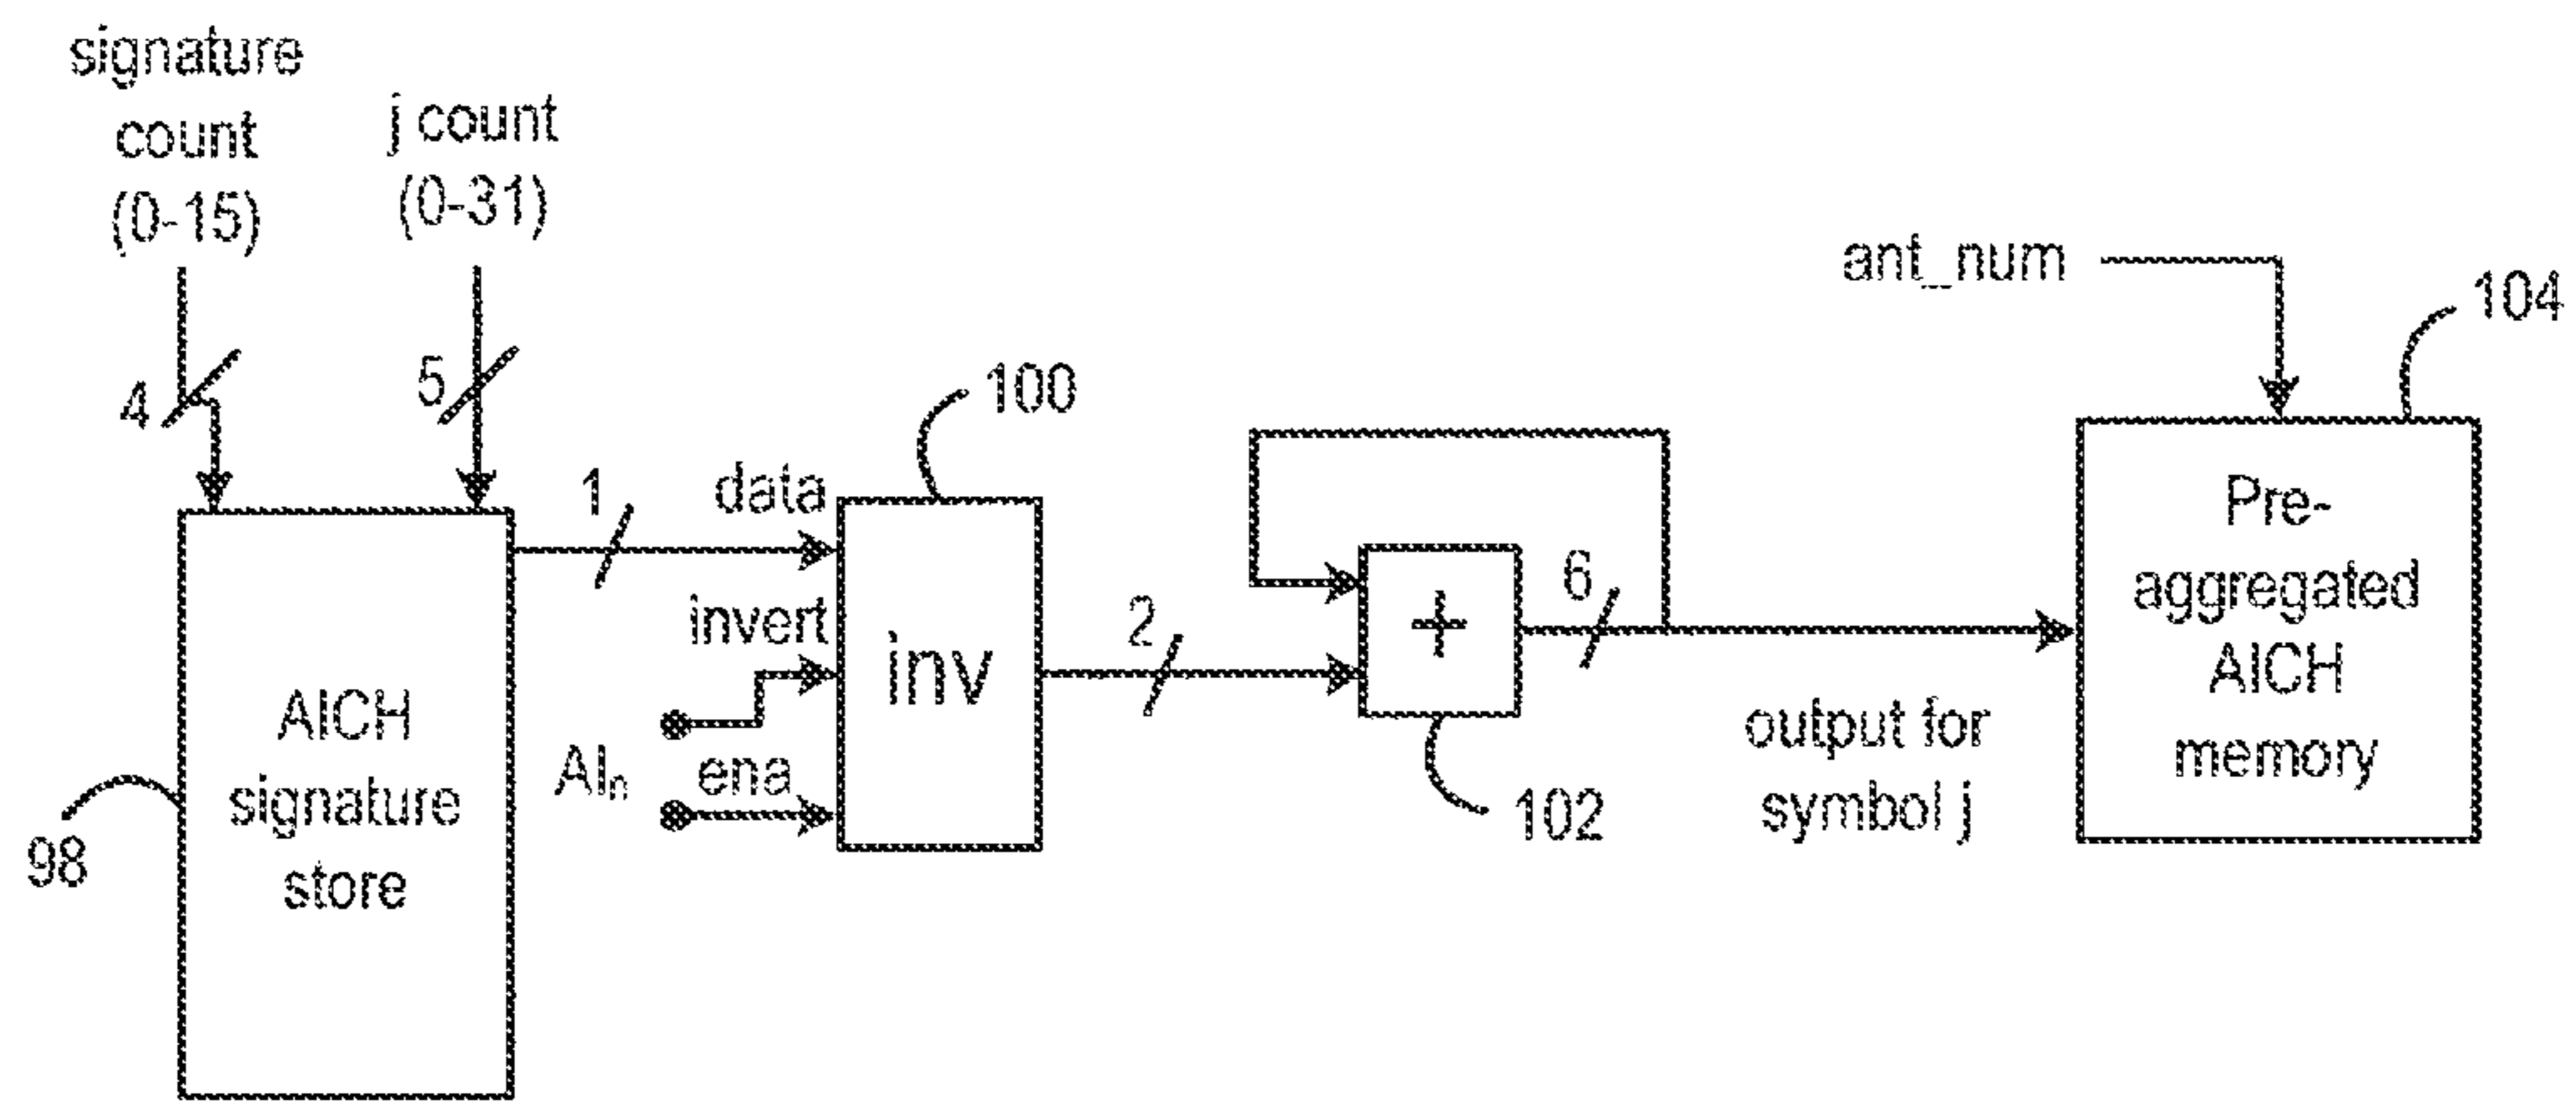 signature
count
(0-15)
j count
(0-31)
4
5
1
data
100
invert
inv
AIn
ena
2
+
6
102
output for
symbol j
ant_num
104
Pre-
aggregated
AICH
memory
AICH
signature
store
98